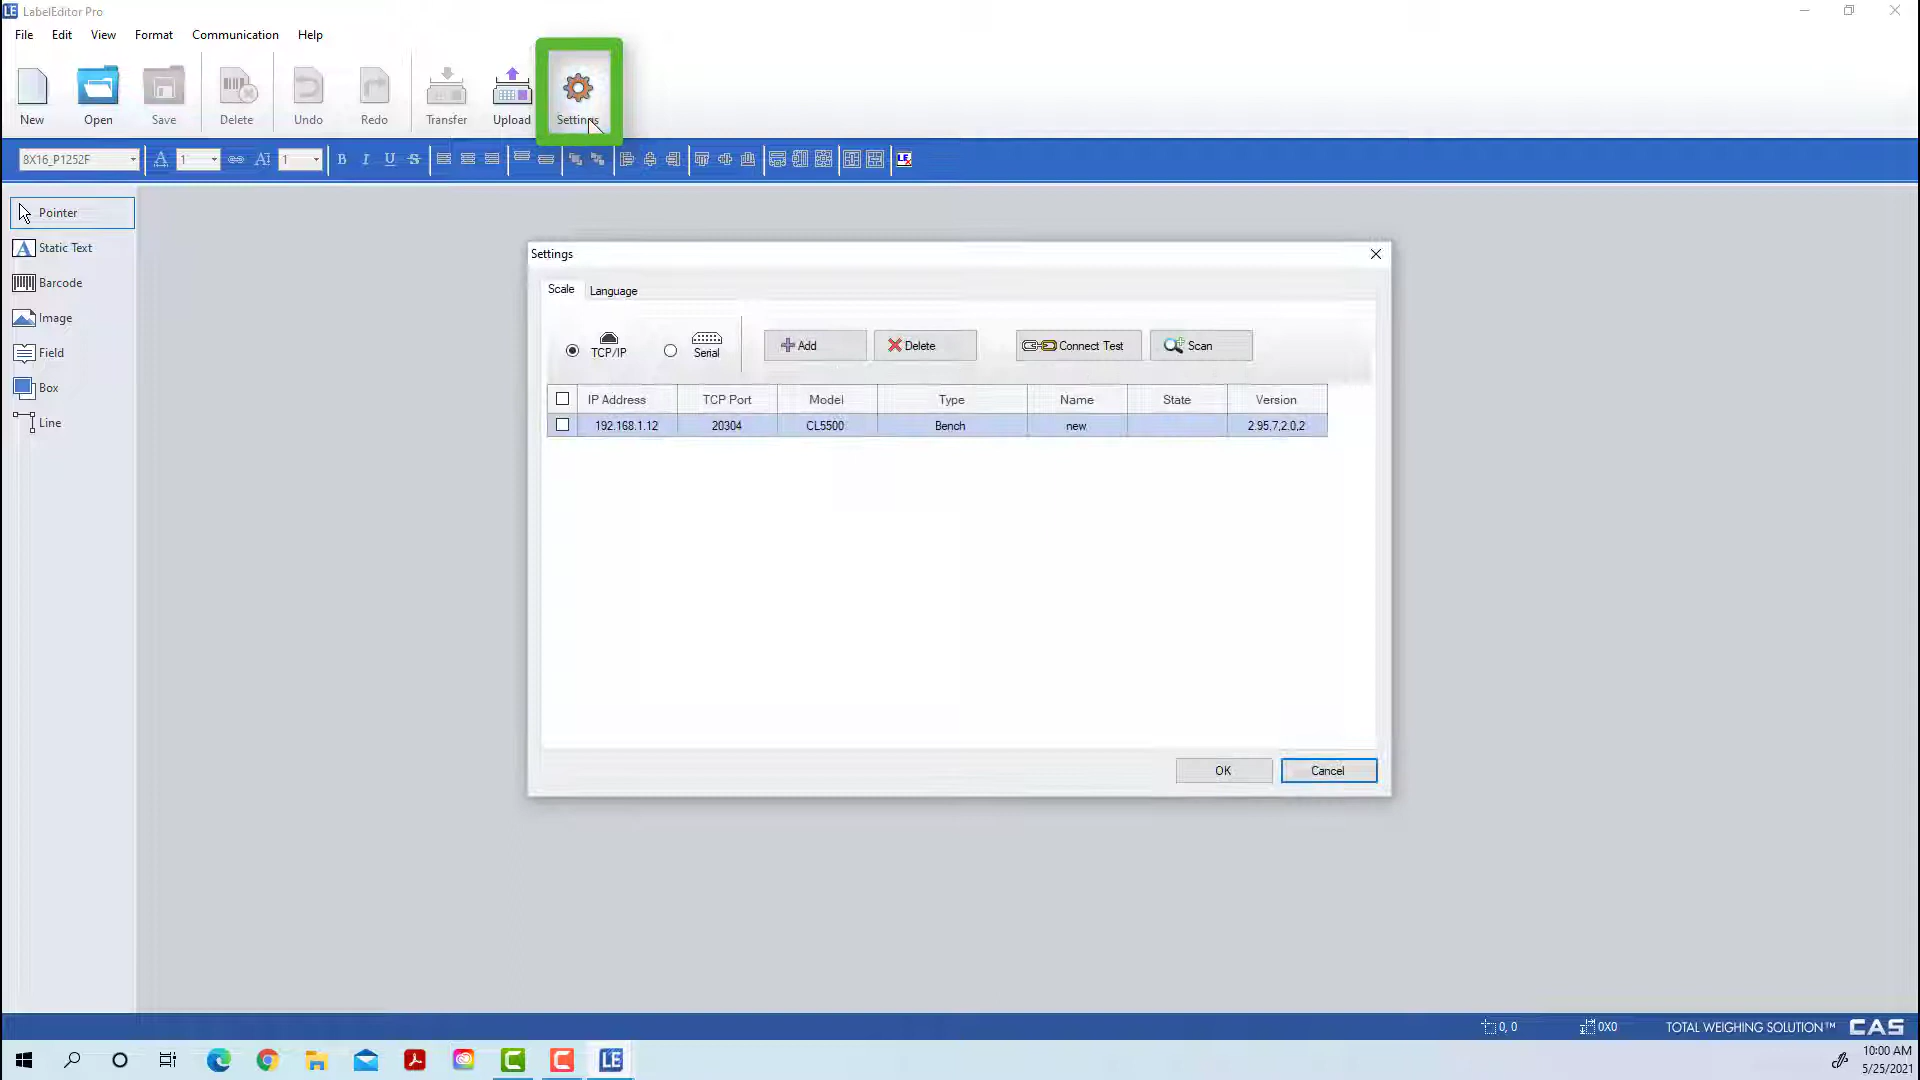 LabelEditor Pro
File Edit View Format Communication Help
New Open Save Delete Undo Redo Transfer Upload Settings
8X16_P1252F 1 1 B I U S
Pointer
Static Text
Barcode
Image
Field
Box
Line
Settings
Scale Language
TCP/IP Serial Add Delete Connect Test Scan
IP Address TCP Port Model Type Name State Version
192.168.1.12 20304 CL5500 Bench new 2.95.7,2.0,2
OK Cancel
0, 0 0X0 TOTAL WEIGHING SOLUTION™ CAS
LE
10:00 AM
5/25/2021